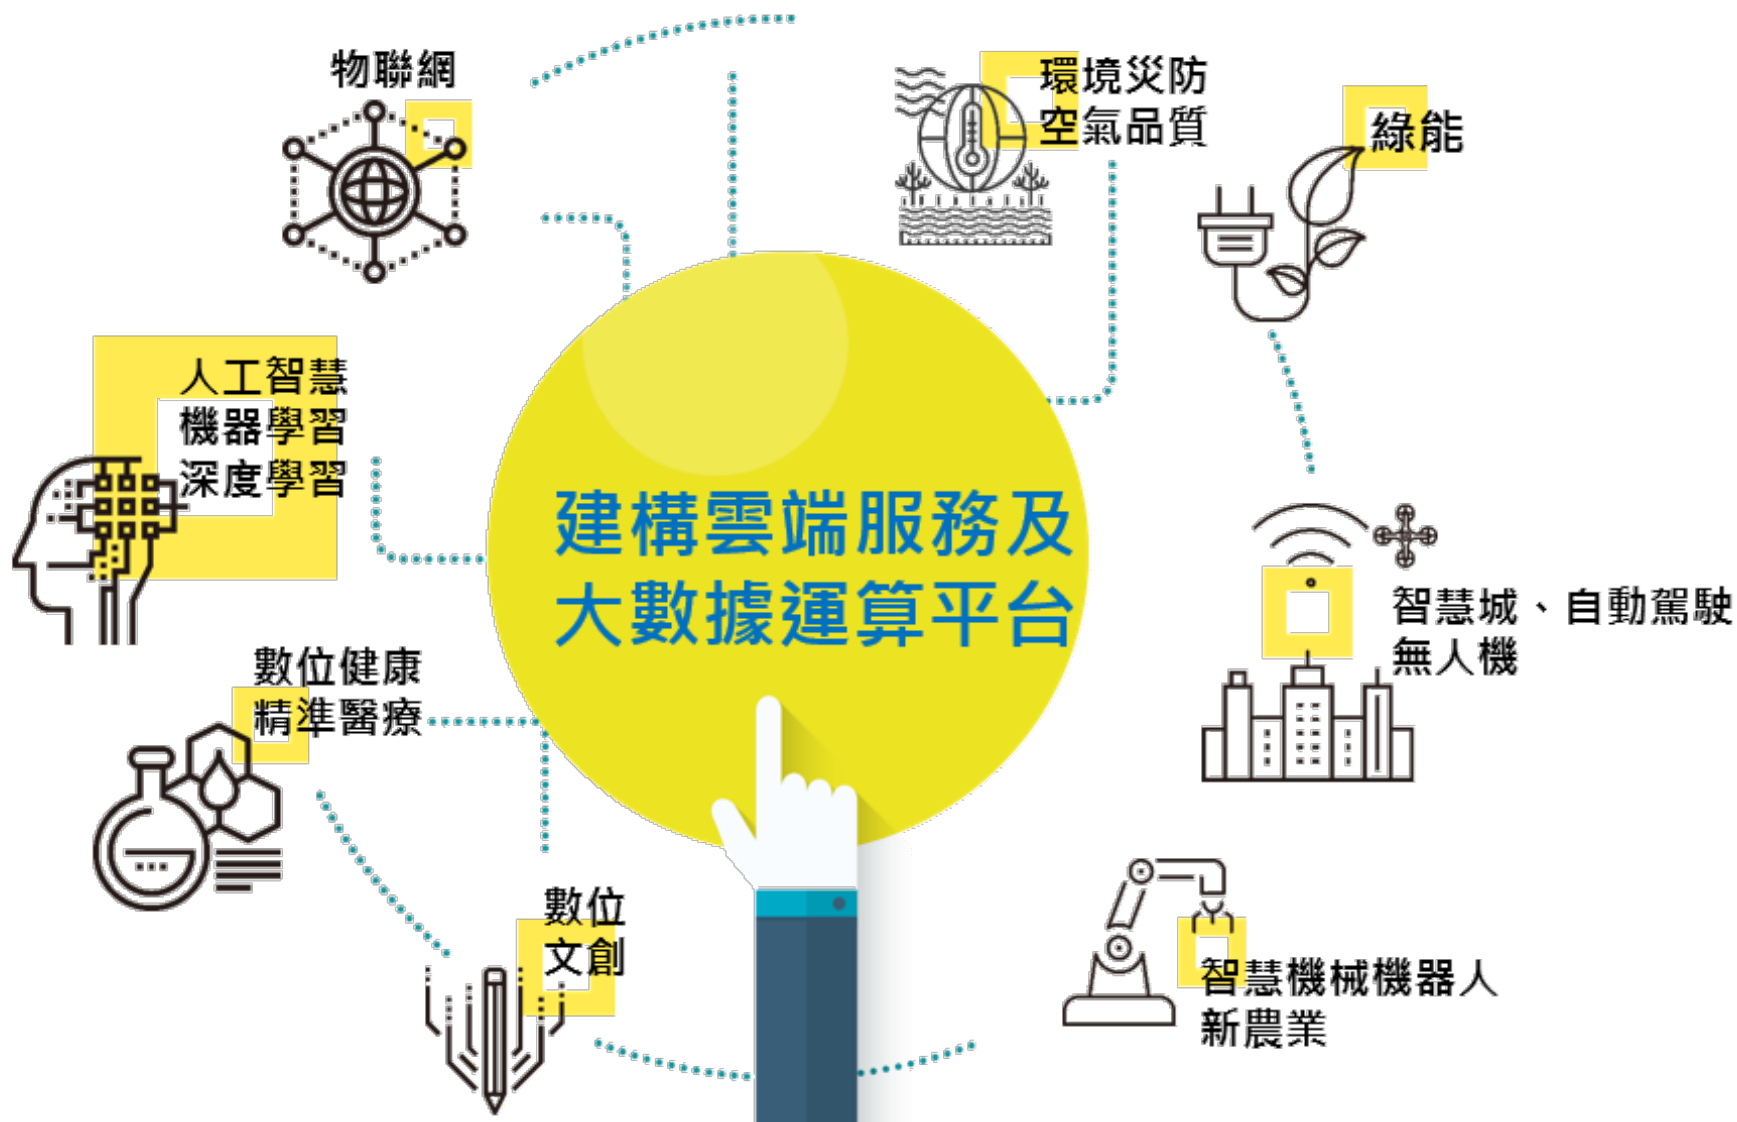 物聯網
環境災防
空氣品質
綠能
人工智慧
機器學習
深度學習
建構雲端服務及
大數據運算平台
智慧城、自動駕駛
無人機
數位健康
精準醫療
數位
文創
智慧機械機器人
新農業